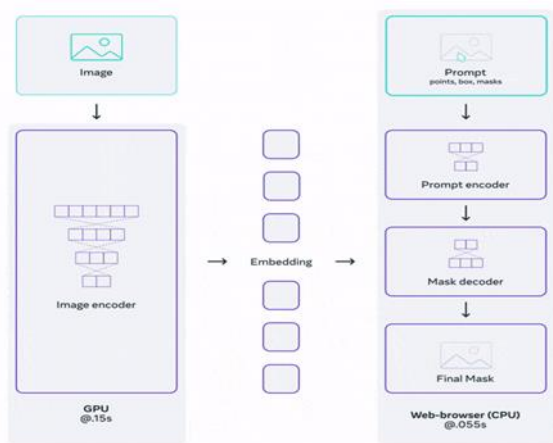 Image
Image encoder
GPU
@.15s
Embedding
Prompt
points, box, masks
Prompt encoder
Mask decoder
Final Mask
Web-browser (CPU)
@.055s